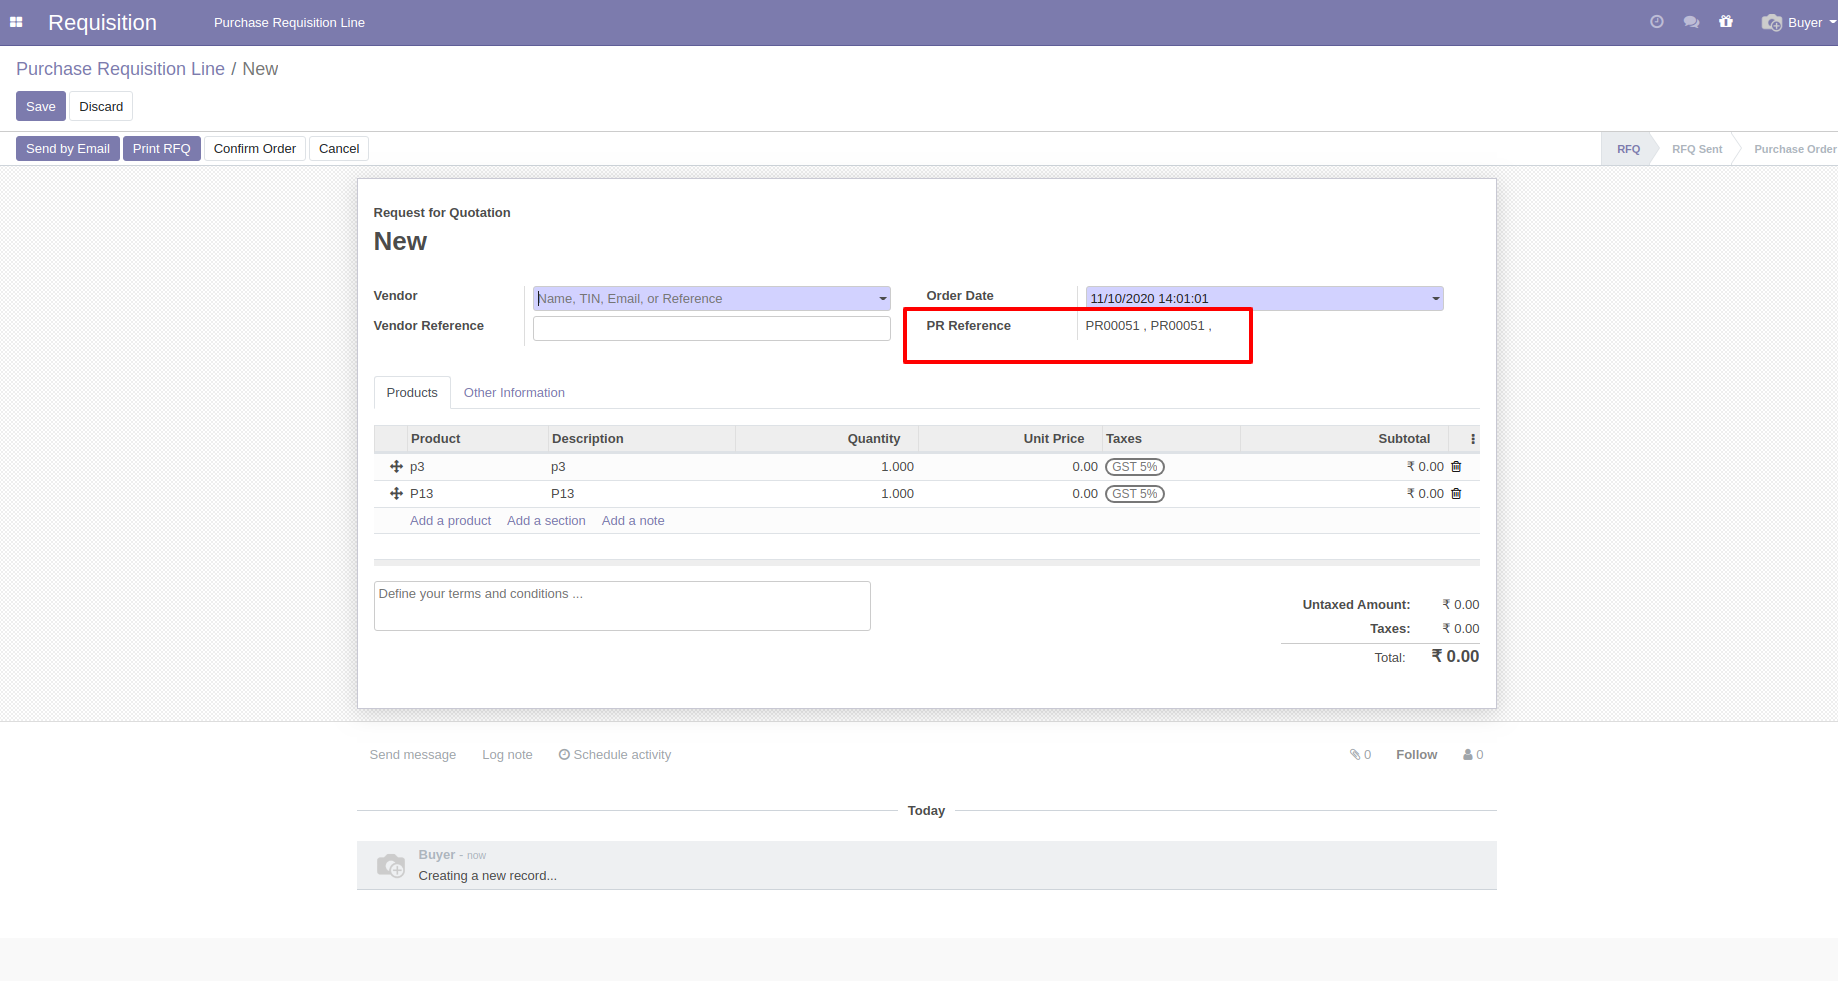 Requisition Purchase Requisition Line Buyer
Purchase Requisition Line / New
Save Discard
Send by Email Print RFQ Confirm Order Cancel RFQ RFQ Sent Purchase Order
Request for Quotation
New
Vendor Name, TIN, Email, or Reference Order Date 11/10/2020 14:01:01
Vendor Reference PR Reference PR00051 , PR00051 ,
Products Other Information
Product Description Quantity Unit Price Taxes Subtotal
p3 p3 1.000 0.00 GST 5% ₹ 0.00
P13 P13 1.000 0.00 GST 5% ₹ 0.00
Add a product Add a section Add a note
Define your terms and conditions ...
Untaxed Amount: ₹ 0.00
Taxes: ₹ 0.00
Total: ₹ 0.00
Send message Log note Schedule activity 0 Follow 0
Today
Buyer - now
Creating a new record...